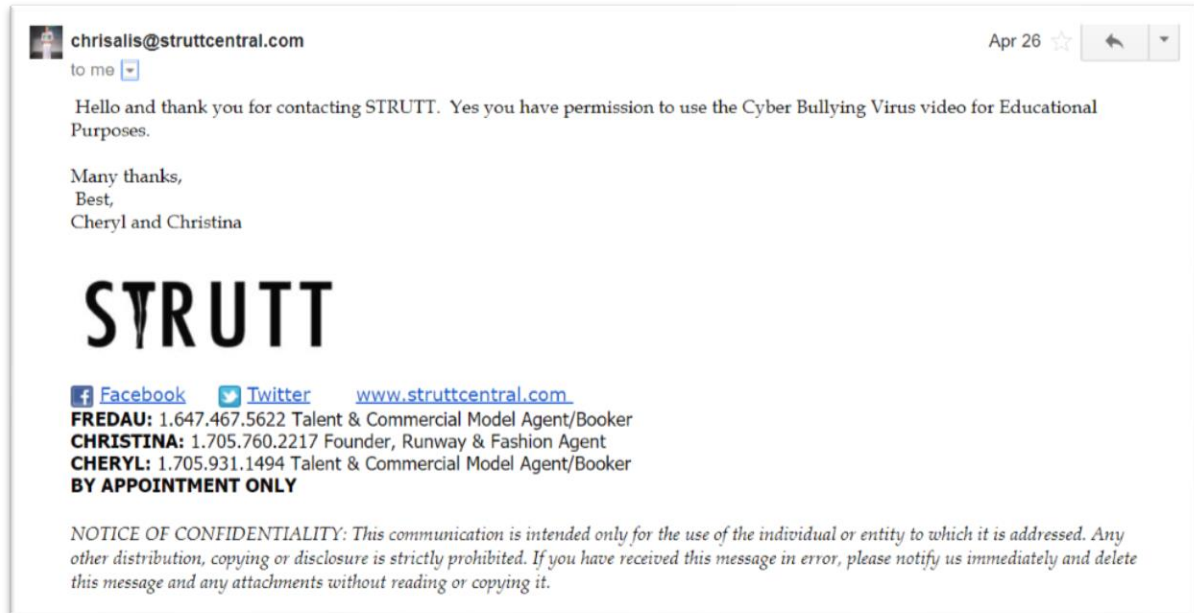 chrisalis@struttcentral.com
Apr 26
to me
Hello and thank you for contacting STRUTT. Yes you have permission to use the Cyber Bullying Virus video for Educational
Purposes.
Many thanks,
Best,
Cheryl and Christina
STRUTT
Facebook Twitter www.struttcentral.com
FREDAU: 1.647.467.5622 Talent & Commercial Model Agent/Booker
CHRISTINA: 1.705.760.2217 Founder, Runway & Fashion Agent
CHERYL: 1.705.931.1494 Talent & Commercial Model Agent/Booker
BY APPOINTMENT ONLY
NOTICE OF CONFIDENTIALITY: This communication is intended only for the use of the individual or entity to which it is addressed. Any
other distribution, copying or disclosure is strictly prohibited. If you have received this message in error, please notify us immediately and delete
this message and any attachments without reading or copying it.